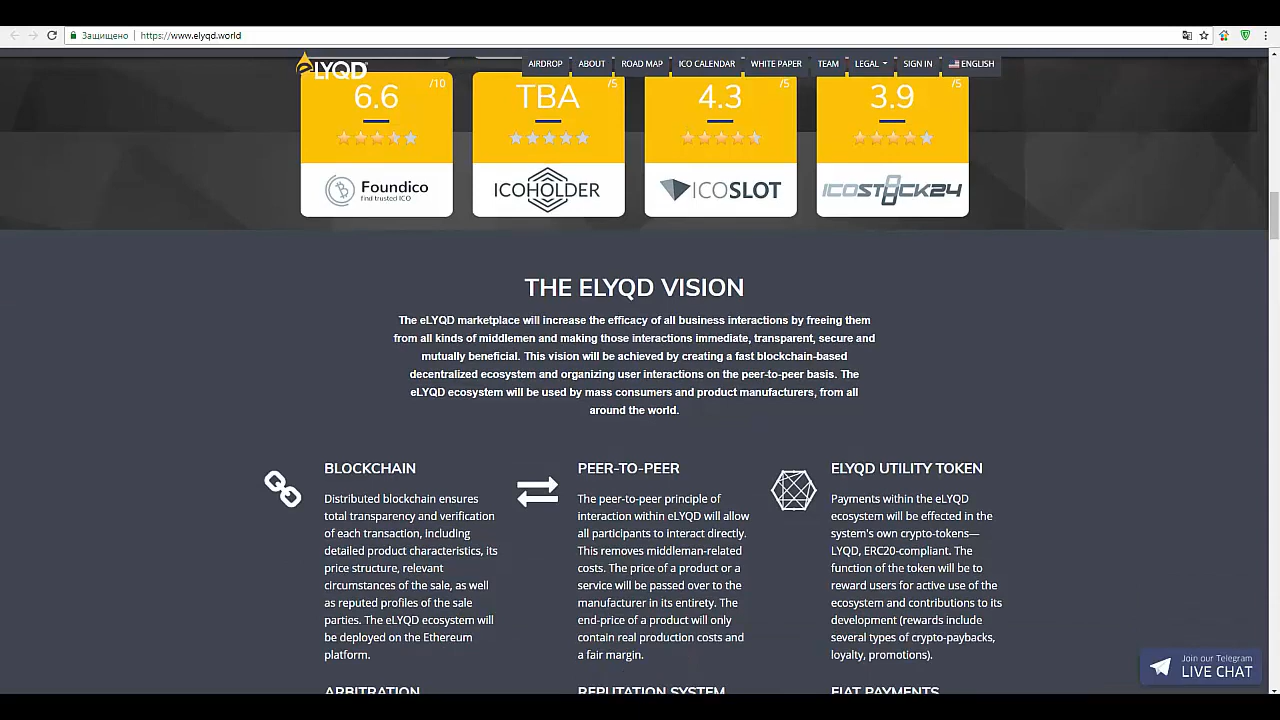 Защищено https://www.elyqd.world
eLYQD
AIRDROP ABOUT ROAD MAP ICO CALENDAR WHITE PAPER TEAM LEGAL SIGN IN ENGLISH
6.6 /10 TBA /5 4.3 /5 3.9 /5
Foundico ICOHOLDER ICOSLOT ICOSTOCK24
find trusted ICO
THE ELYQD VISION
The eLYQD marketplace will increase the efficacy of all business interactions by freeing them
from all kinds of middlemen and making those interactions immediate, transparent, secure and
mutually beneficial. This vision will be achieved by creating a fast blockchain-based
decentralized ecosystem and organizing user interactions on the peer-to-peer basis. The
eLYQD ecosystem will be used by mass consumers and product manufacturers, from all
around the world.
BLOCKCHAIN
Distributed blockchain ensures
total transparency and verification
of each transaction, including
detailed product characteristics, its
price structure, relevant
circumstances of the sale, as well
as reputed profiles of the sale
parties. The eLYQD ecosystem will
be deployed on the Ethereum
platform.
PEER-TO-PEER
The peer-to-peer principle of
interaction within eLYQD will allow
all participants to interact directly.
This removes middleman-related
costs. The price of a product or a
service will be passed over to the
manufacturer in its entirety. The
end-price of a product will only
contain real production costs and
a fair margin.
ELYQD UTILITY TOKEN
Payments within the eLYQD
ecosystem will be effected in the
system's own crypto-tokens—
LYQD, ERC20-compliant. The
function of the token will be to
reward users for active use of the
ecosystem and contributions to its
development (rewards include
several types of crypto-paybacks,
loyalty, promotions).
ARBITRATION REPUTATION SYSTEM FIAT PAYMENTS
Join our Telegram
LIVE CHAT